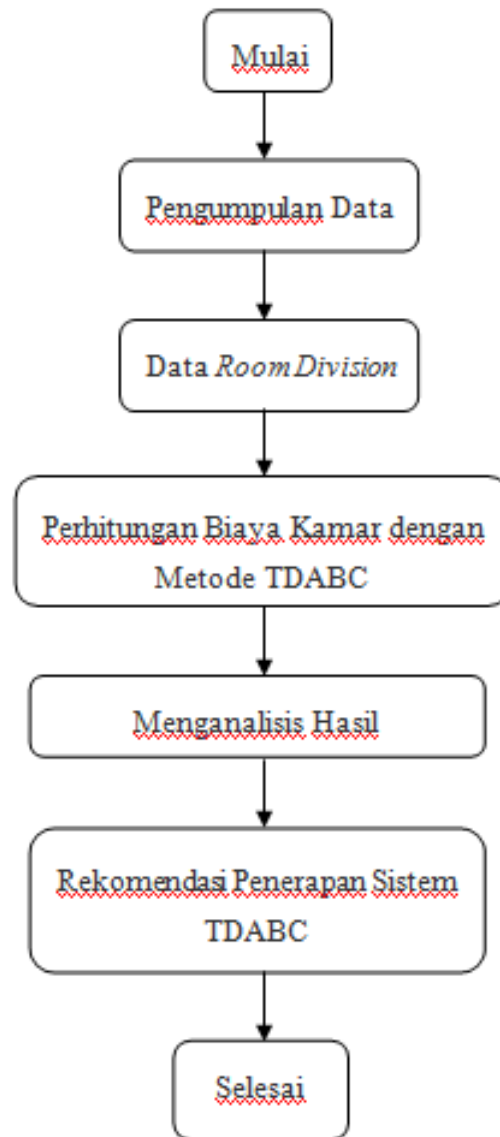 Mulai
Pengumpulan Data
Data Room Division
Perhitungan Biaya Kamar dengan
Metode TDABC
Menganalisis Hasil
Rekomendasi Penerapan Sistem
TDABC
Selesai